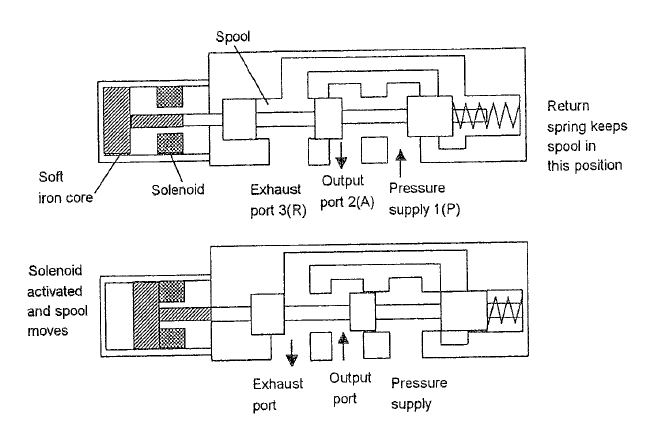 Spool
Return
spring keeps
spool in
this position
Soft
iron core
Solenoid
Exhaust
port 3(R)
Output
port 2(A)
Pressure
supply 1(P)
Solenoid
activated
and spool
moves
Exhaust
port
Output
port
Pressure
supply